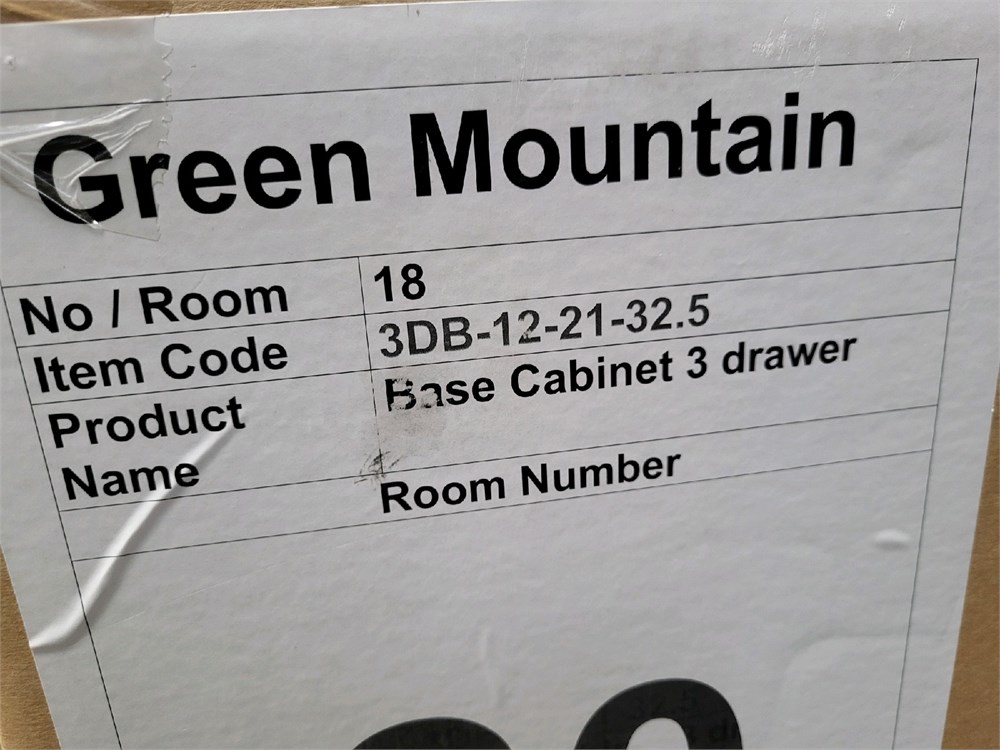 Green Mountain
No / Room 18
Item Code 3DB-12-21-32.5
Product Base Cabinet 3 drawer
Name
Room Number